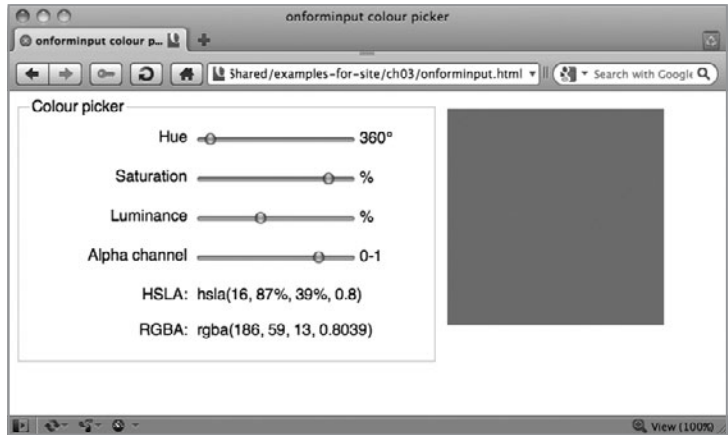 onforminput colour picker
onforminput colour p...
Shared/examples-for-site/ch03/onforminput.html
Search with Google
Colour picker
Hue 360°
Saturation %
Luminance %
Alpha channel 0-1
HSLA: hsla(16, 87%, 39%, 0.8)
RGBA: rgba(186, 59, 13, 0.8039)
View (100%)